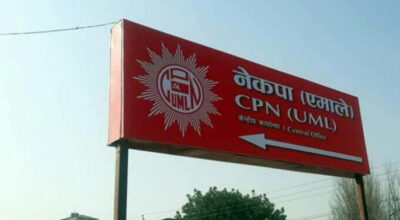 नेकपा (एमाले)
CPN (UML)
केन्द्रीय कार्यालय । Central Office